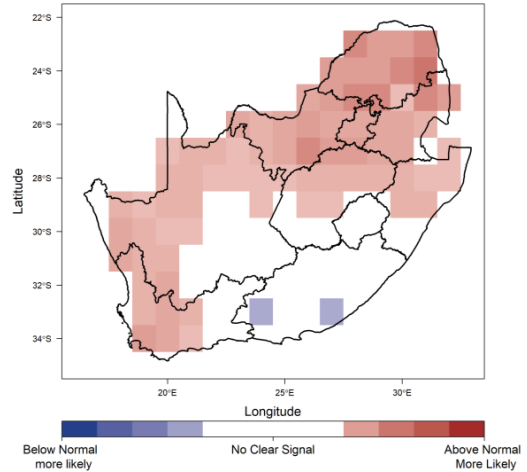 22°S
24°S
26°S
28°S
30°S
32°S
34°S
Latitude
20°E 25°E 30°E
Longitude
Below Normal
more likely
No Clear Signal
Above Normal
More Likely